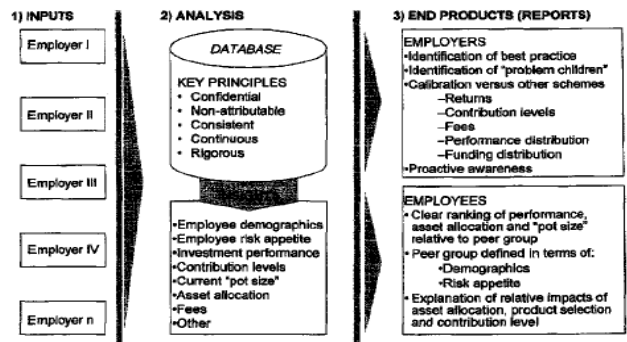 1) INPUTS
Employer I
Employer II
Employer III
Employer IV
Employer n
2) ANALYSIS
DATABASE
KEY PRINCIPLES
• Confidential
• Non-attributable
• Consistent
• Continuous
• Rigorous
•Employee demographics
•Employee risk appetite
•Investment performance
•Contribution levels
•Current "pot size"
•Asset allocation
•Fees
•Other
3) END PRODUCTS (REPORTS)
EMPLOYERS
•Identification of best practice
•Identification of "problem children"
•Calibration versus other schemes
–Returns
–Contribution levels
–Fees
–Performance distribution
–Funding distribution
•Proactive awareness
EMPLOYEES
• Clear ranking of performance,
asset allocation and "pot size"
relative to peer group
• Peer group defined in terms of:
•Demographics
•Risk appetite
• Explanation of relative impacts of
asset allocation, product selection
and contribution level